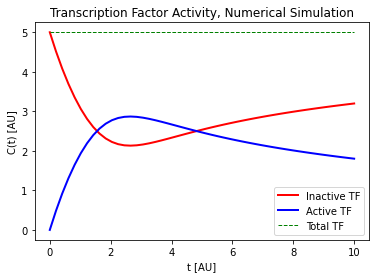 Transcription Factor Activity, Numerical Simulation
C(t) [AU]
5
4
3
2
1
0
Inactive TF
Active TF
Total TF
0
2
4
6
8
10
t [AU]